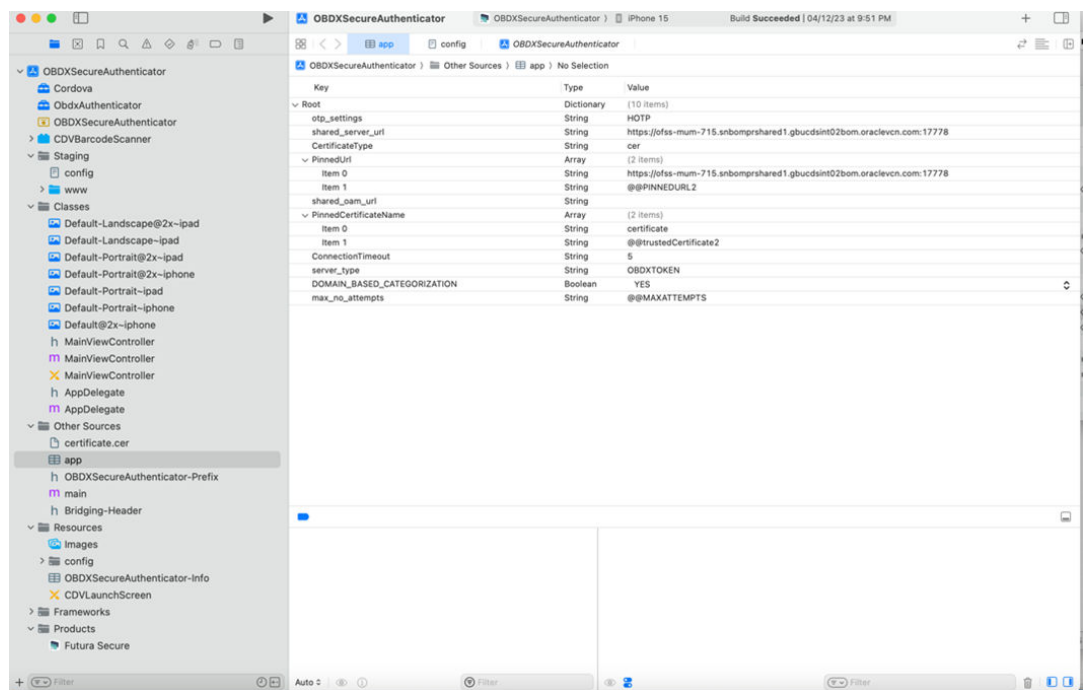 OBDXSecureAuthenticator
OBDXSecureAuthenticator
iPhone 15
Build Succeeded | 04/12/23 at 9:51 PM
app
config
OBDXSecureAuthenticator
OBDXSecureAuthenticator
Other Sources
app
No Selection
OBDXSecureAuthenticator
Cordova
ObdxAuthenticator
OBDXSecureAuthenticator
CDVBarcodeScanner
Staging
config
www
Classes
Default-Landscape@2x~ipad
Default-Landscape~ipad
Default-Portrait@2x~ipad
Default-Portrait@2x~iphone
Default-Portrait~ipad
Default-Portrait~iphone
Default@2x~iphone
h MainViewController
m MainViewController
MainViewController
h AppDelegate
m AppDelegate
Other Sources
certificate.cer
app
h OBDXSecureAuthenticator-Prefix
m main
h Bridging-Header
Resources
Images
config
OBDXSecureAuthenticator-Info
CDVLaunchScreen
Frameworks
Products
Futura Secure
Filter
Key Type Value
Root Dictionary (10 items)
otp_settings String HOTP
shared_server_url String https://ofss-mum-715.snbomprshared1.gbucdsint02bom.oraclevcn.com:17778
CertificateType String cer
PinnedUrl Array (2 items)
Item 0 String https://ofss-mum-715.snbomprshared1.gbucdsint02bom.oraclevcn.com:17778
Item 1 String @@PINNEDURL2
shared_oam_url String
PinnedCertificateName Array (2 items)
Item 0 String certificate
Item 1 String @@trustedCertificate2
ConnectionTimeout String 5
server_type String OBDXTOKEN
DOMAIN_BASED_CATEGORIZATION Boolean YES
max_no_attempts String @@MAXATTEMPTS
Auto
Filter
Filter